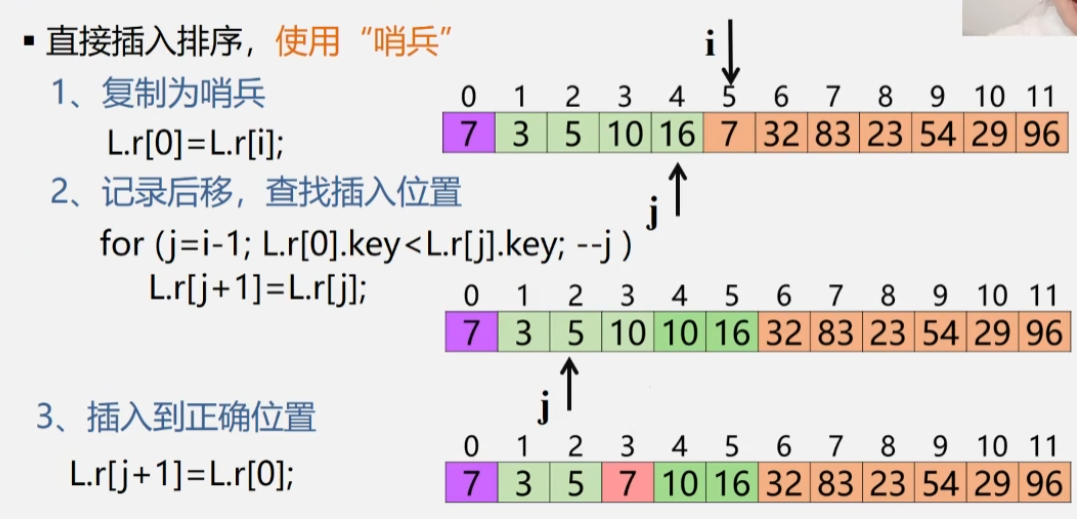 ▪ 直接插入排序，使用“哨兵”
1、复制为哨兵
L.r[0]=L.r[i];
i
0 1 2 3 4 5 6 7 8 9 10 11
7 3 5 10 16 7 32 83 23 54 29 96
j
2、记录后移，查找插入位置
for (j=i-1; L.r[0].key<L.r[j].key; --j )
L.r[j+1]=L.r[j];
0 1 2 3 4 5 6 7 8 9 10 11
7 3 5 10 10 16 32 83 23 54 29 96
j
3、插入到正确位置
L.r[j+1]=L.r[0];
0 1 2 3 4 5 6 7 8 9 10 11
7 3 5 7 10 16 32 83 23 54 29 96